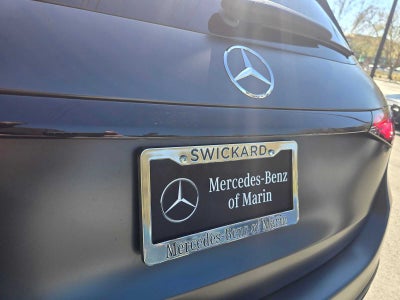 SWICKARD
Mercedes-Benz
of Marin
Mercedes-Benz of Marin